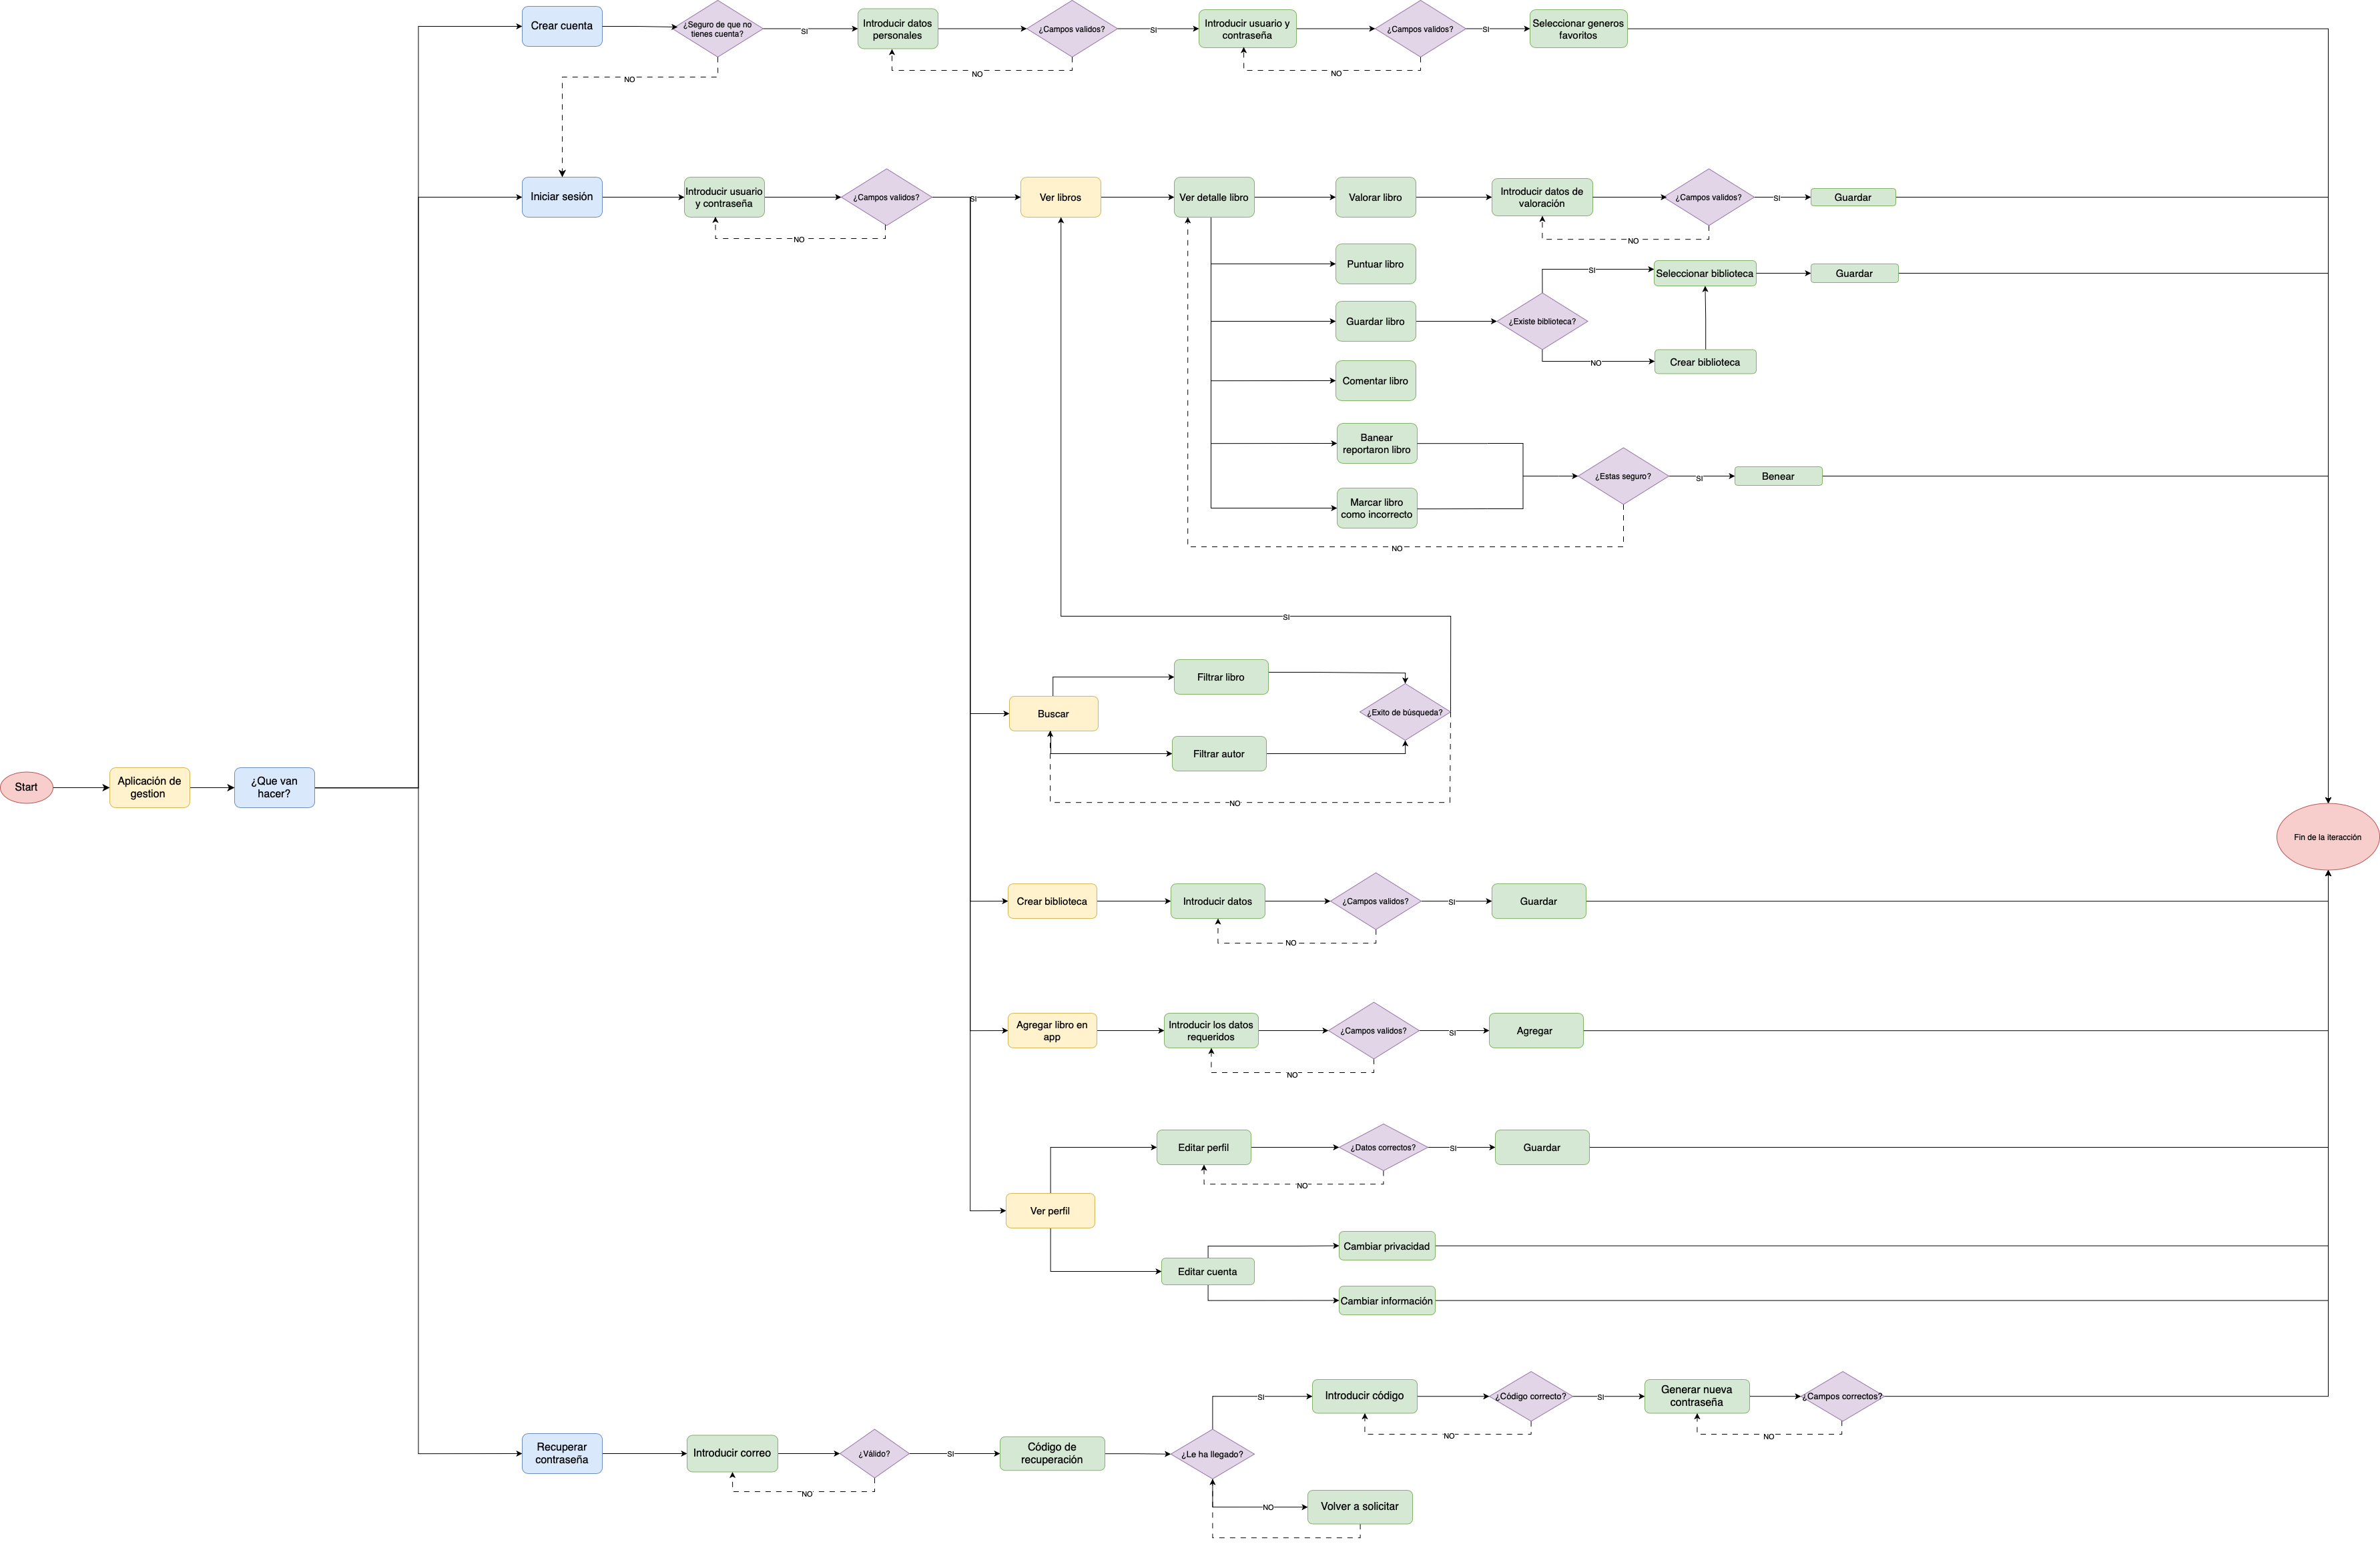 Crear cuenta
¿Seguro de que no
tienes cuenta?
SI
NO
Introducir datos
personales
¿Campos validos?
SI
NO
Introducir usuario y
contraseña
¿Campos validos?
SI
NO
Seleccionar generos
favoritos
Iniciar sesión
Introducir usuario
y contraseña
¿Campos validos?
SI
NO
Ver libros
Ver detalle libro
Valorar libro
Introducir datos de
valoración
¿Campos validos?
SI
NO
Guardar
Puntuar libro
Guardar libro
¿Existe biblioteca?
SI
Seleccionar biblioteca
Guardar
NO
Crear biblioteca
Comentar libro
Banear
reportaron libro
Marcar libro
como incorrecto
¿Estas seguro?
SI
Benear
NO
SI
Buscar
Filtrar libro
Filtrar autor
¿Exito de búsqueda?
NO
Start
Aplicación de
gestion
¿Que van
hacer?
Fin de la iteracción
Crear biblioteca
Introducir datos
¿Campos validos?
SI
NO
Guardar
Agregar libro en
app
Introducir los datos
requeridos
¿Campos validos?
SI
NO
Agregar
Ver perfil
Editar perfil
¿Datos correctos?
SI
NO
Guardar
Editar cuenta
Cambiar privacidad
Cambiar información
Recuperar
contraseña
Introducir correo
¿Válido?
SI
NO
Código de
recuperación
¿Le ha llegado?
SI
Introducir código
¿Código correcto?
SI
NO
Generar nueva
contraseña
¿Campos correctos?
NO
NO
Volver a solicitar